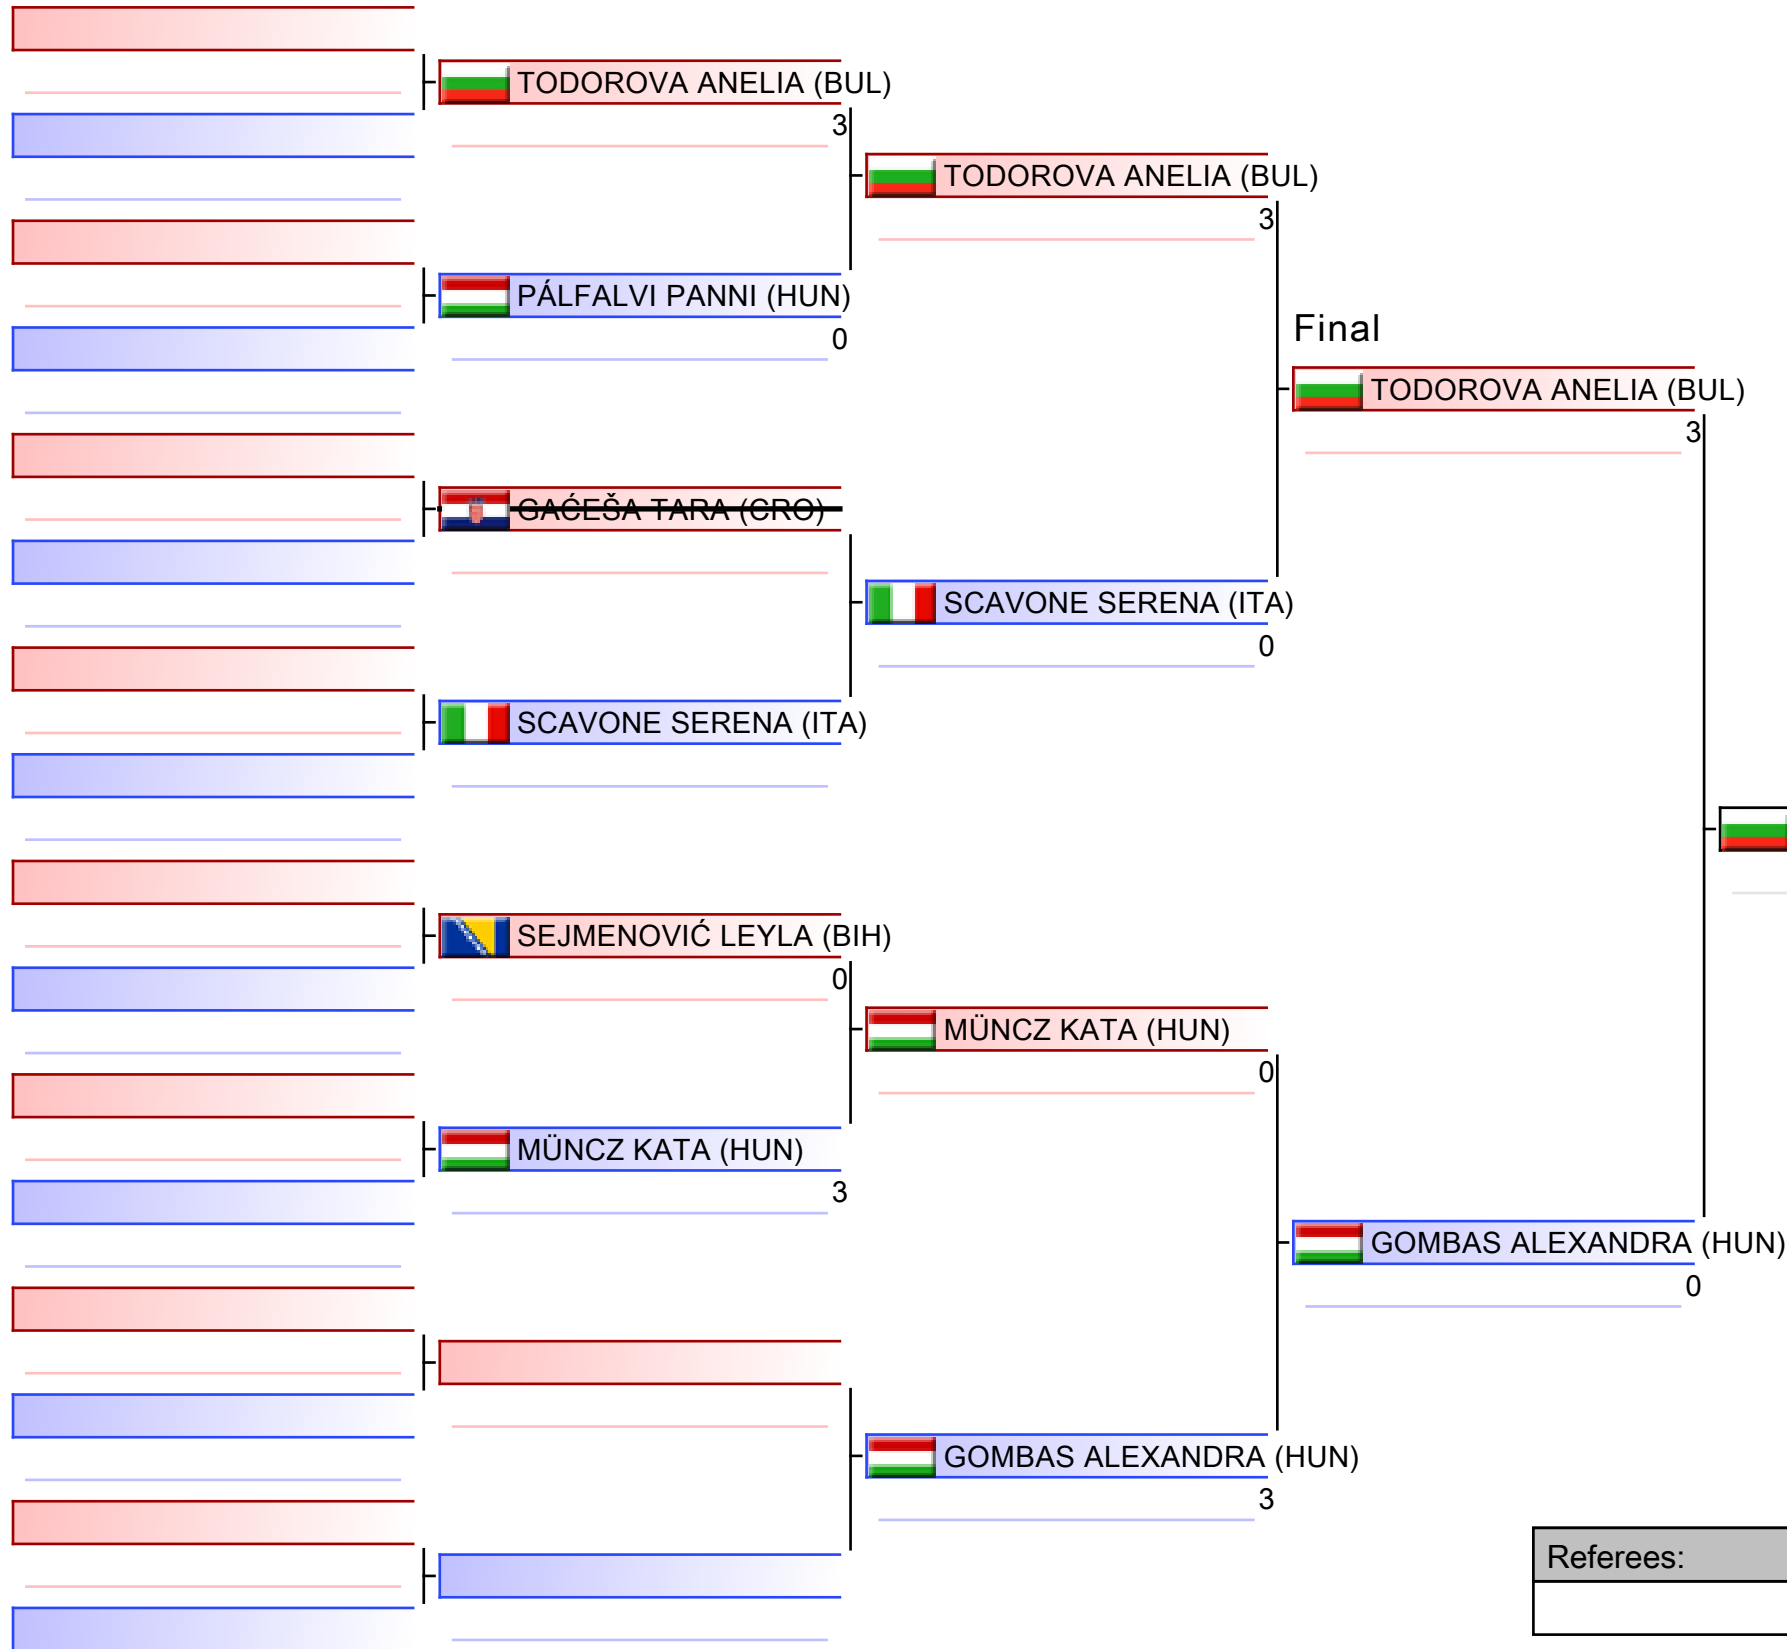 TODOROVA ANELIA (BUL)
3
TODOROVA ANELIA (BUL)
3
PÁLFALVI PANNI (HUN)
0
Final
TODOROVA ANELIA (BUL)
3
GAĆEŠA TARA (CRO)
SCAVONE SERENA (ITA)
0
SCAVONE SERENA (ITA)
SEJMENOVIĆ LEYLA (BIH)
0
MÜNCZ KATA (HUN)
0
MÜNCZ KATA (HUN)
3
GOMBAS ALEXANDRA (HUN)
0
GOMBAS ALEXANDRA (HUN)
3
Referees: